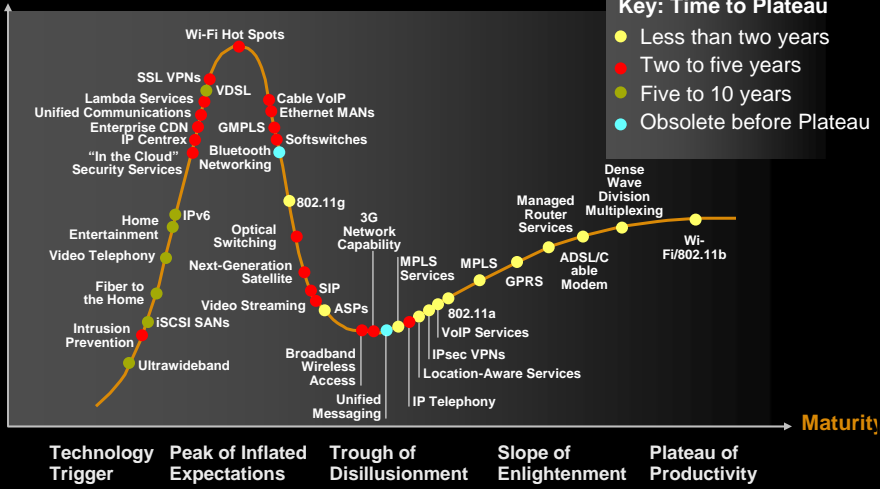 Key: Time to Plateau
Less than two years
Two to five years
Five to 10 years
Obsolete before Plateau
Wi-Fi Hot Spots
SSL VPNs
VDSL
Lambda Services
Unified Communications
Enterprise CDN
IP Centrex
“In the Cloud”
Security Services
Cable VoIP
Ethernet MANs
GMPLS
Softswitches
Bluetooth
Networking
802.11g
IPv6
Home
Entertainment
Video Telephony
Fiber to
the Home
iSCSI SANs
Intrusion
Prevention
Ultrawideband
Optical
Switching
Next-Generation
Satellite
SIP
Video Streaming
ASPs
3G
Network
Capability
Broadband
Wireless
Access
Unified
Messaging
MPLS
Services
IP Telephony
Location-Aware Services
IPsec VPNs
VoIP Services
802.11a
MPLS
GPRS
Managed
Router
Services
ADSL/C
able
Modem
Dense
Wave
Division
Multiplexing
Wi-
Fi/802.11b
Maturity
Technology
Trigger
Peak of Inflated
Expectations
Trough of
Disillusionment
Slope of
Enlightenment
Plateau of
Productivity